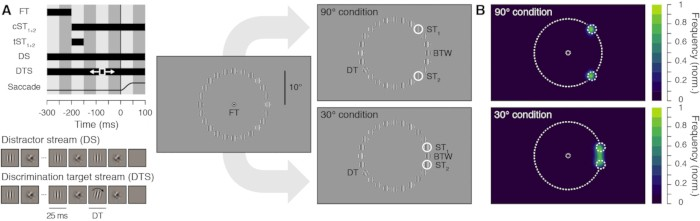 A
FT
cST1+2
tST1+2
DS
DTS
Saccade
-300 -200 -100 0 100
Time (ms)
Distractor stream (DS)
...
Discrimination target stream (DTS)
...
25 ms DT
FT
10°
90° condition
ST1
BTW
DT
ST2
30° condition
ST1
BTW
DT
ST2
B
90° condition
1
0.8
0.6
0.4
0.2
0
Frequency (norm.)
30° condition
1
0.8
0.6
0.4
0.2
0
Frequency (norm.)